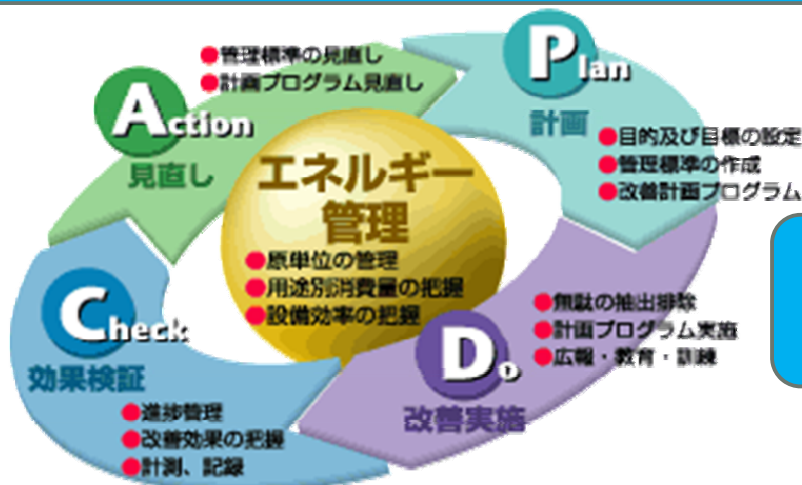 Plan
計画
●目的及び目標の設定
●管理標準の作成
●改善計画プログラム
Do
改善実施
●無駄の抽出排除
●計画プログラム実施
●広報・教育・訓練
Check
効果検証
●進捗管理
●改善効果の把握
●計測、記録
Action
見直し
●管理標準の見直し
●計画プログラム見直し
エネルギー
管理
●原単位の管理
●用途別消費量の把握
●設備効率の把握